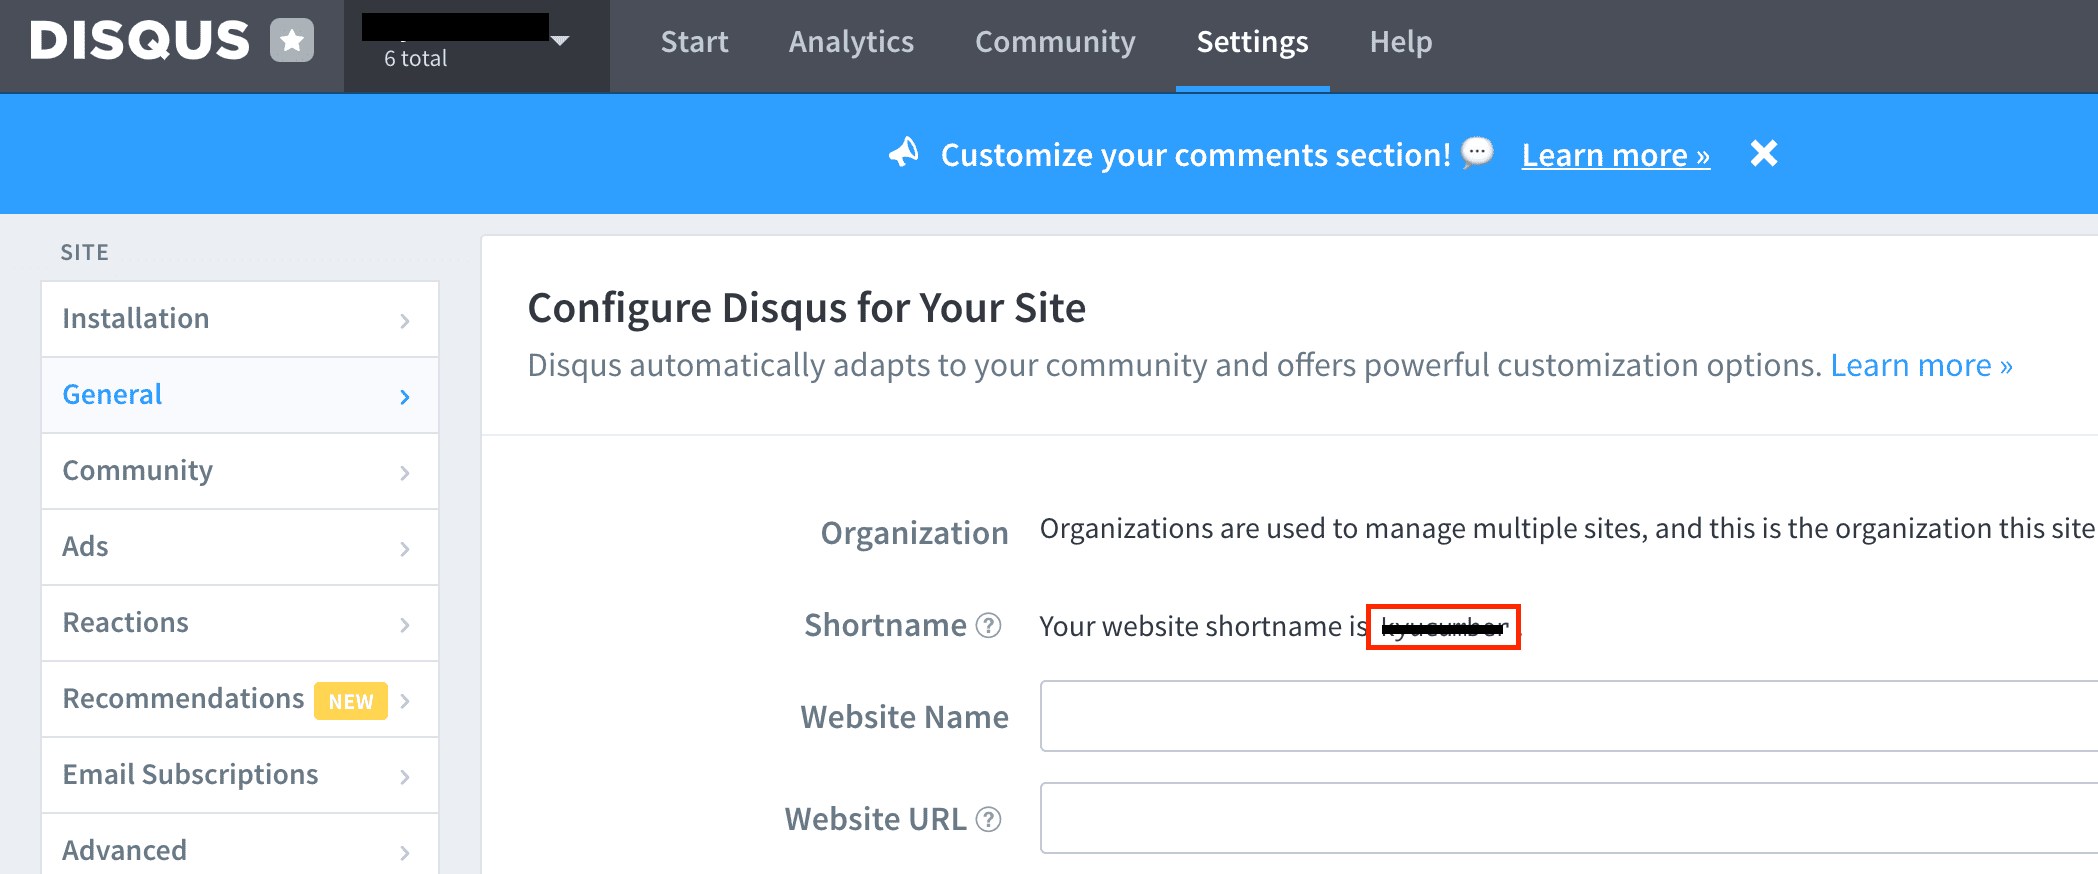 DISQUS
6 total
Start
Analytics
Community
Settings
Help
Customize your comments section! 💬 Learn more »
SITE
Installation
General
Community
Ads
Reactions
Recommendations NEW
Email Subscriptions
Advanced
Configure Disqus for Your Site
Disqus automatically adapts to your community and offers powerful customization options. Learn more »
Organization Organizations are used to manage multiple sites, and this is the organization this site
Shortname ? Your website shortname is
Website Name
Website URL ?